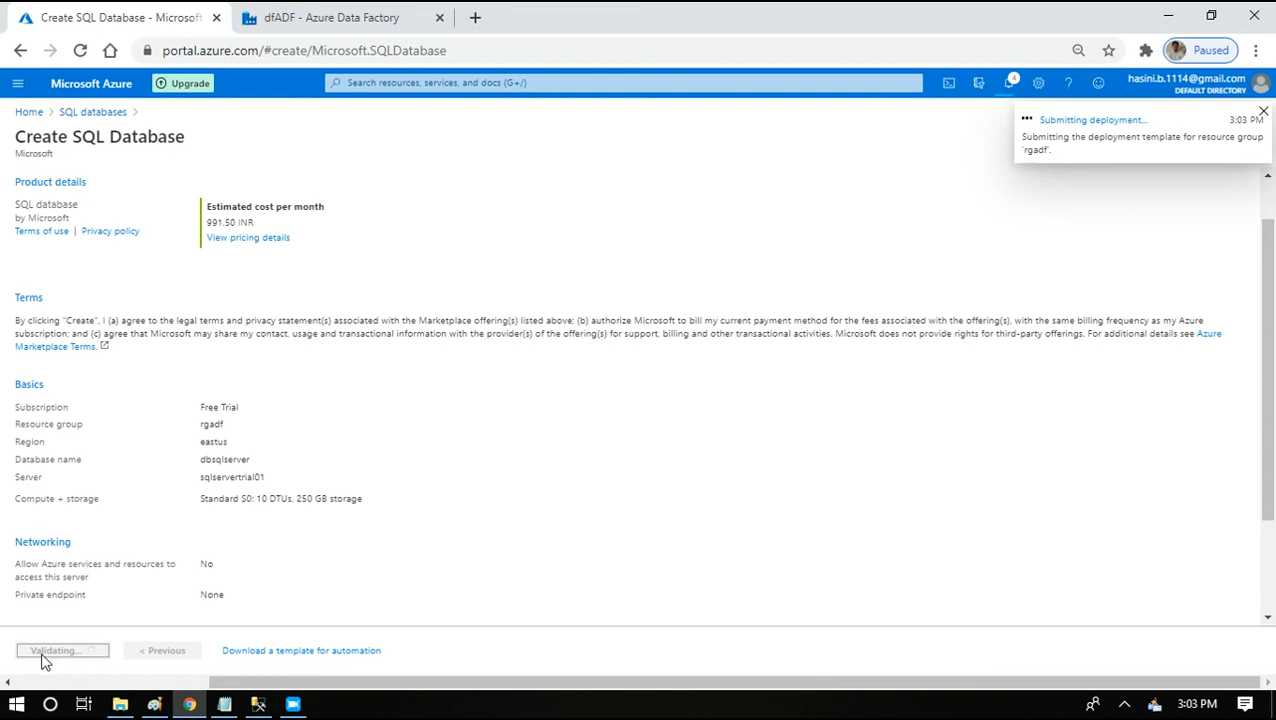 Create SQL Database - Microsoft
dfADF - Azure Data Factory
portal.azure.com/#create/Microsoft.SQLDatabase
Paused
Microsoft Azure
Upgrade
Search resources, services, and docs (G+/)
4
hasini.b.1114@gmail.com
DEFAULT DIRECTORY
Home > SQL databases >
Create SQL Database
Microsoft
Submitting deployment... 3:03 PM
Submitting the deployment template for resource group
'rgadf'.
Product details
SQL database
by Microsoft
Terms of use | Privacy policy
Estimated cost per month
991.50 INR
View pricing details
Terms
By clicking "Create", I (a) agree to the legal terms and privacy statement(s) associated with the Marketplace offering(s) listed above; (b) authorize Microsoft to bill my current payment method for the fees associated with the offering(s), with the same billing frequency as my Azure
subscription; and (c) agree that Microsoft may share my contact, usage and transactional information with the provider(s) of the offering(s) for support, billing and other transactional activities. Microsoft does not provide rights for third-party offerings. For additional details see Azure
Marketplace Terms.
Basics
Subscription Free Trial
Resource group rgadf
Region eastus
Database name dbsqlserver
Server sqlservertrial01
Compute + storage Standard S0: 10 DTUs, 250 GB storage
Networking
Allow Azure services and resources to No
access this server
Private endpoint None
Validating... < Previous Download a template for automation
3:03 PM